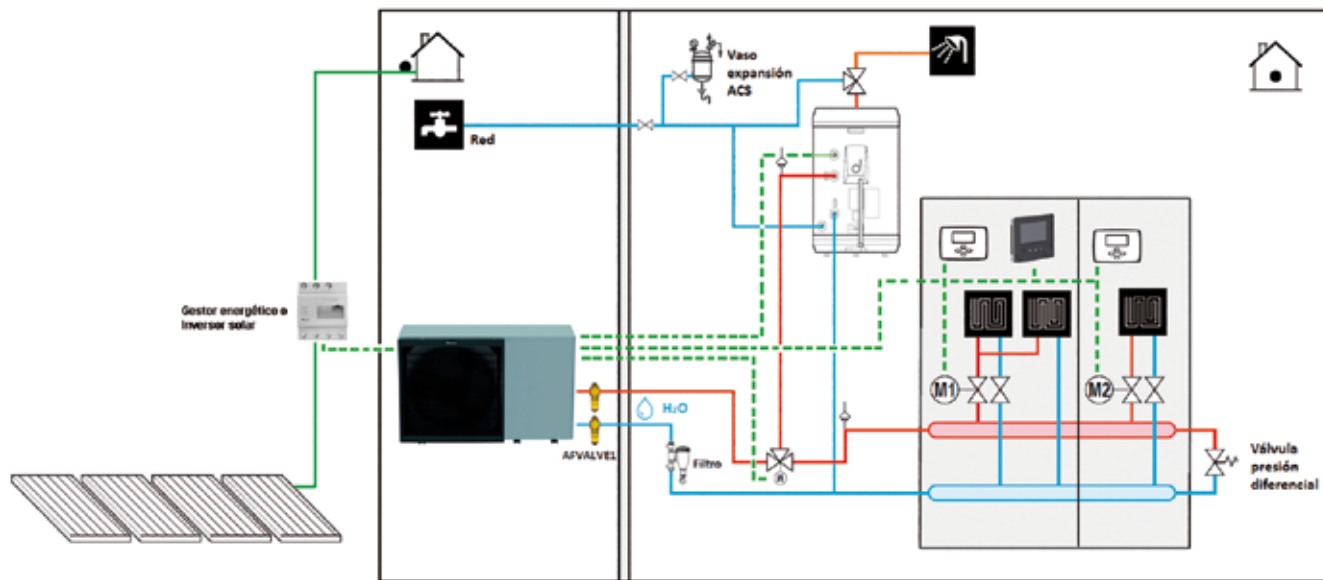 Vaso
expansión
ACS
Red
Gestor energético e
Inversor solar
H₂O
AFVALVE1
Filtro
M1
M2
Válvula
presión
diferencial